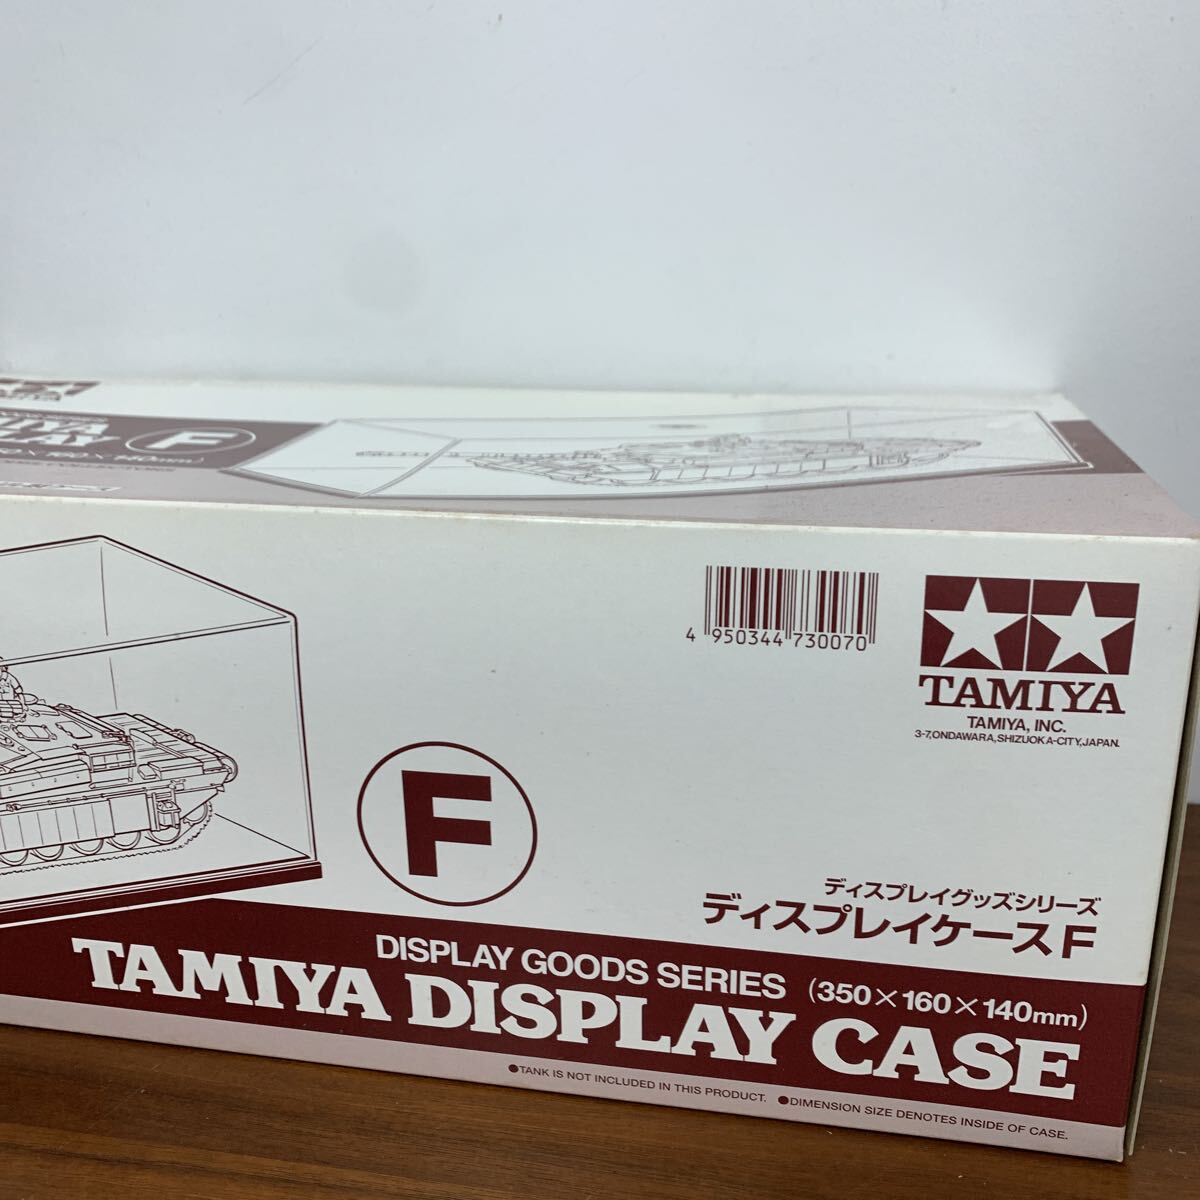 F
4 950344 730070
TAMIYA
TAMIYA, INC.
3-7,ONDAWARA,SHIZUOKA-CITY,JAPAN.
F
ディスプレイグッズシリーズ
ディスプレイケースF
DISPLAY GOODS SERIES (350×160×140mm)
TAMIYA DISPLAY CASE
●TANK IS NOT INCLUDED IN THIS PRODUCT. ●DIMENSION SIZE DENOTES INSIDE OF CASE.